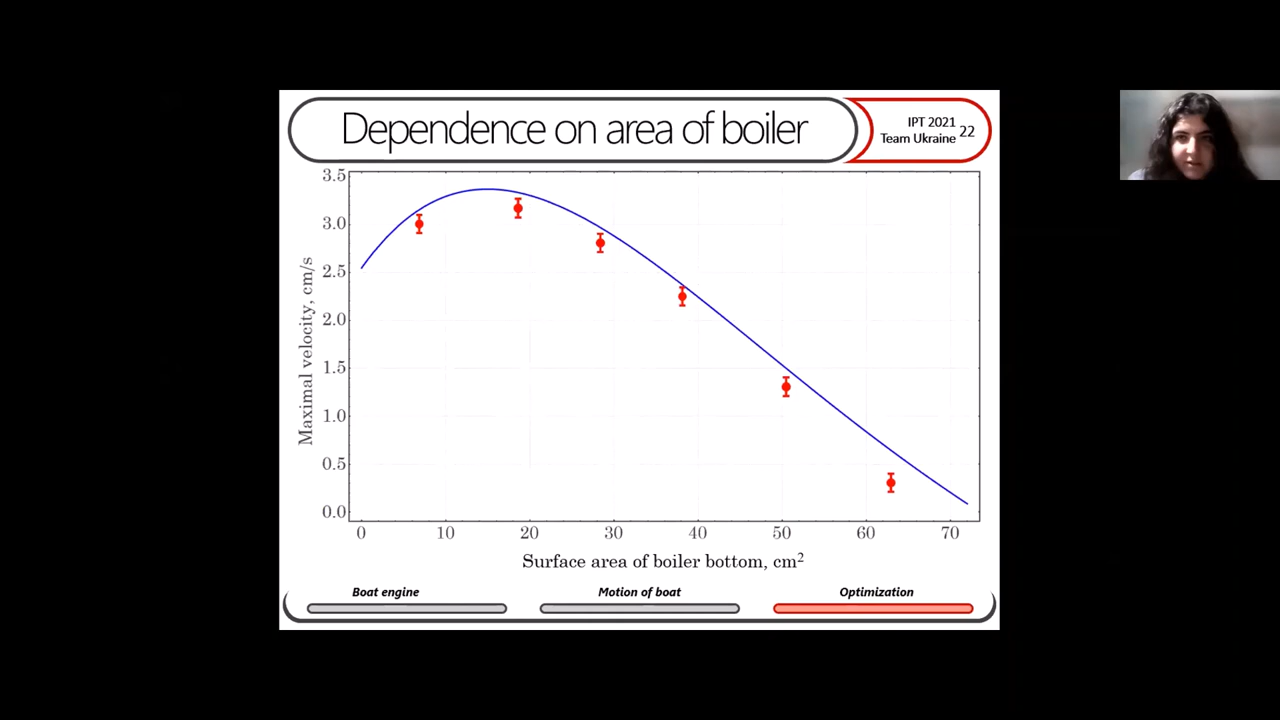 Dependence on area of boiler
IPT 2021
Team Ukraine 22
3.5
3.0
2.5
2.0
1.5
1.0
0.5
0.0
Maximal velocity, cm/s
0 10 20 30 40 50 60 70
Surface area of boiler bottom, cm²
Boat engine Motion of boat Optimization